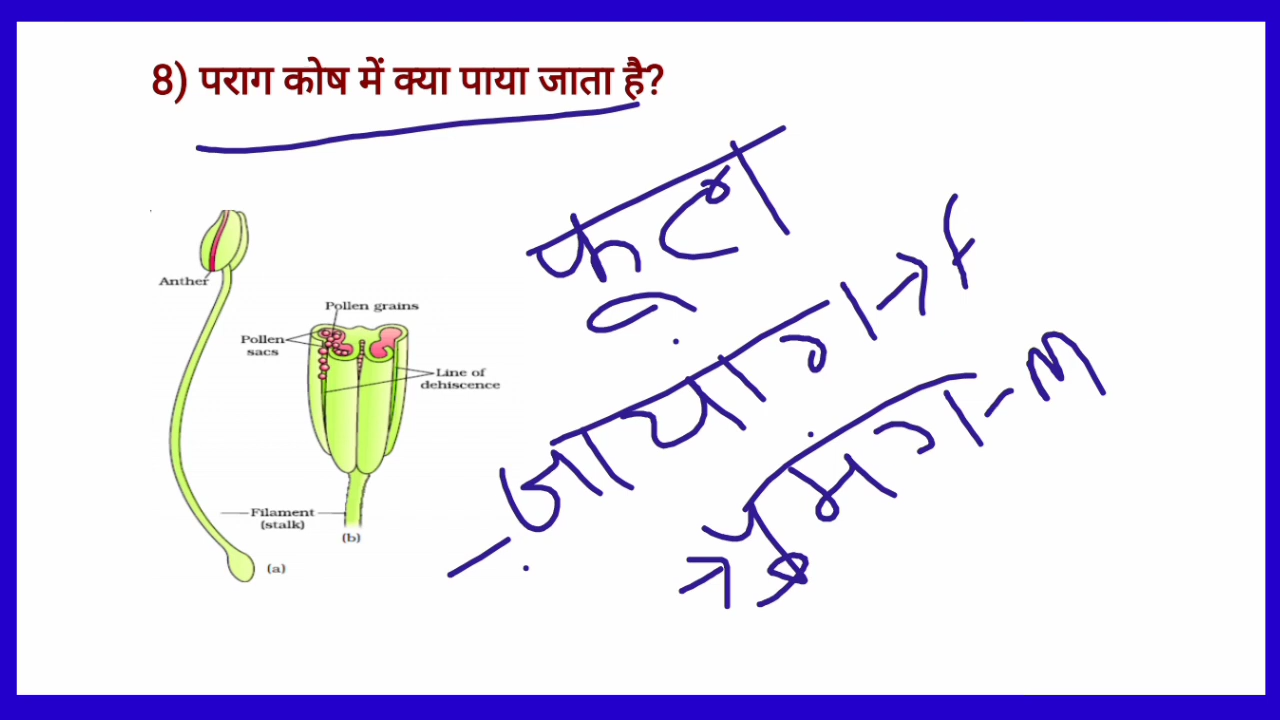 8) पराग कोष में क्या पाया जाता है?
Anther
Pollen grains
Pollen
sacs
Line of
dehiscence
Filament
(stalk)
(b)
(a)
जायांग → F
पुमंग - M